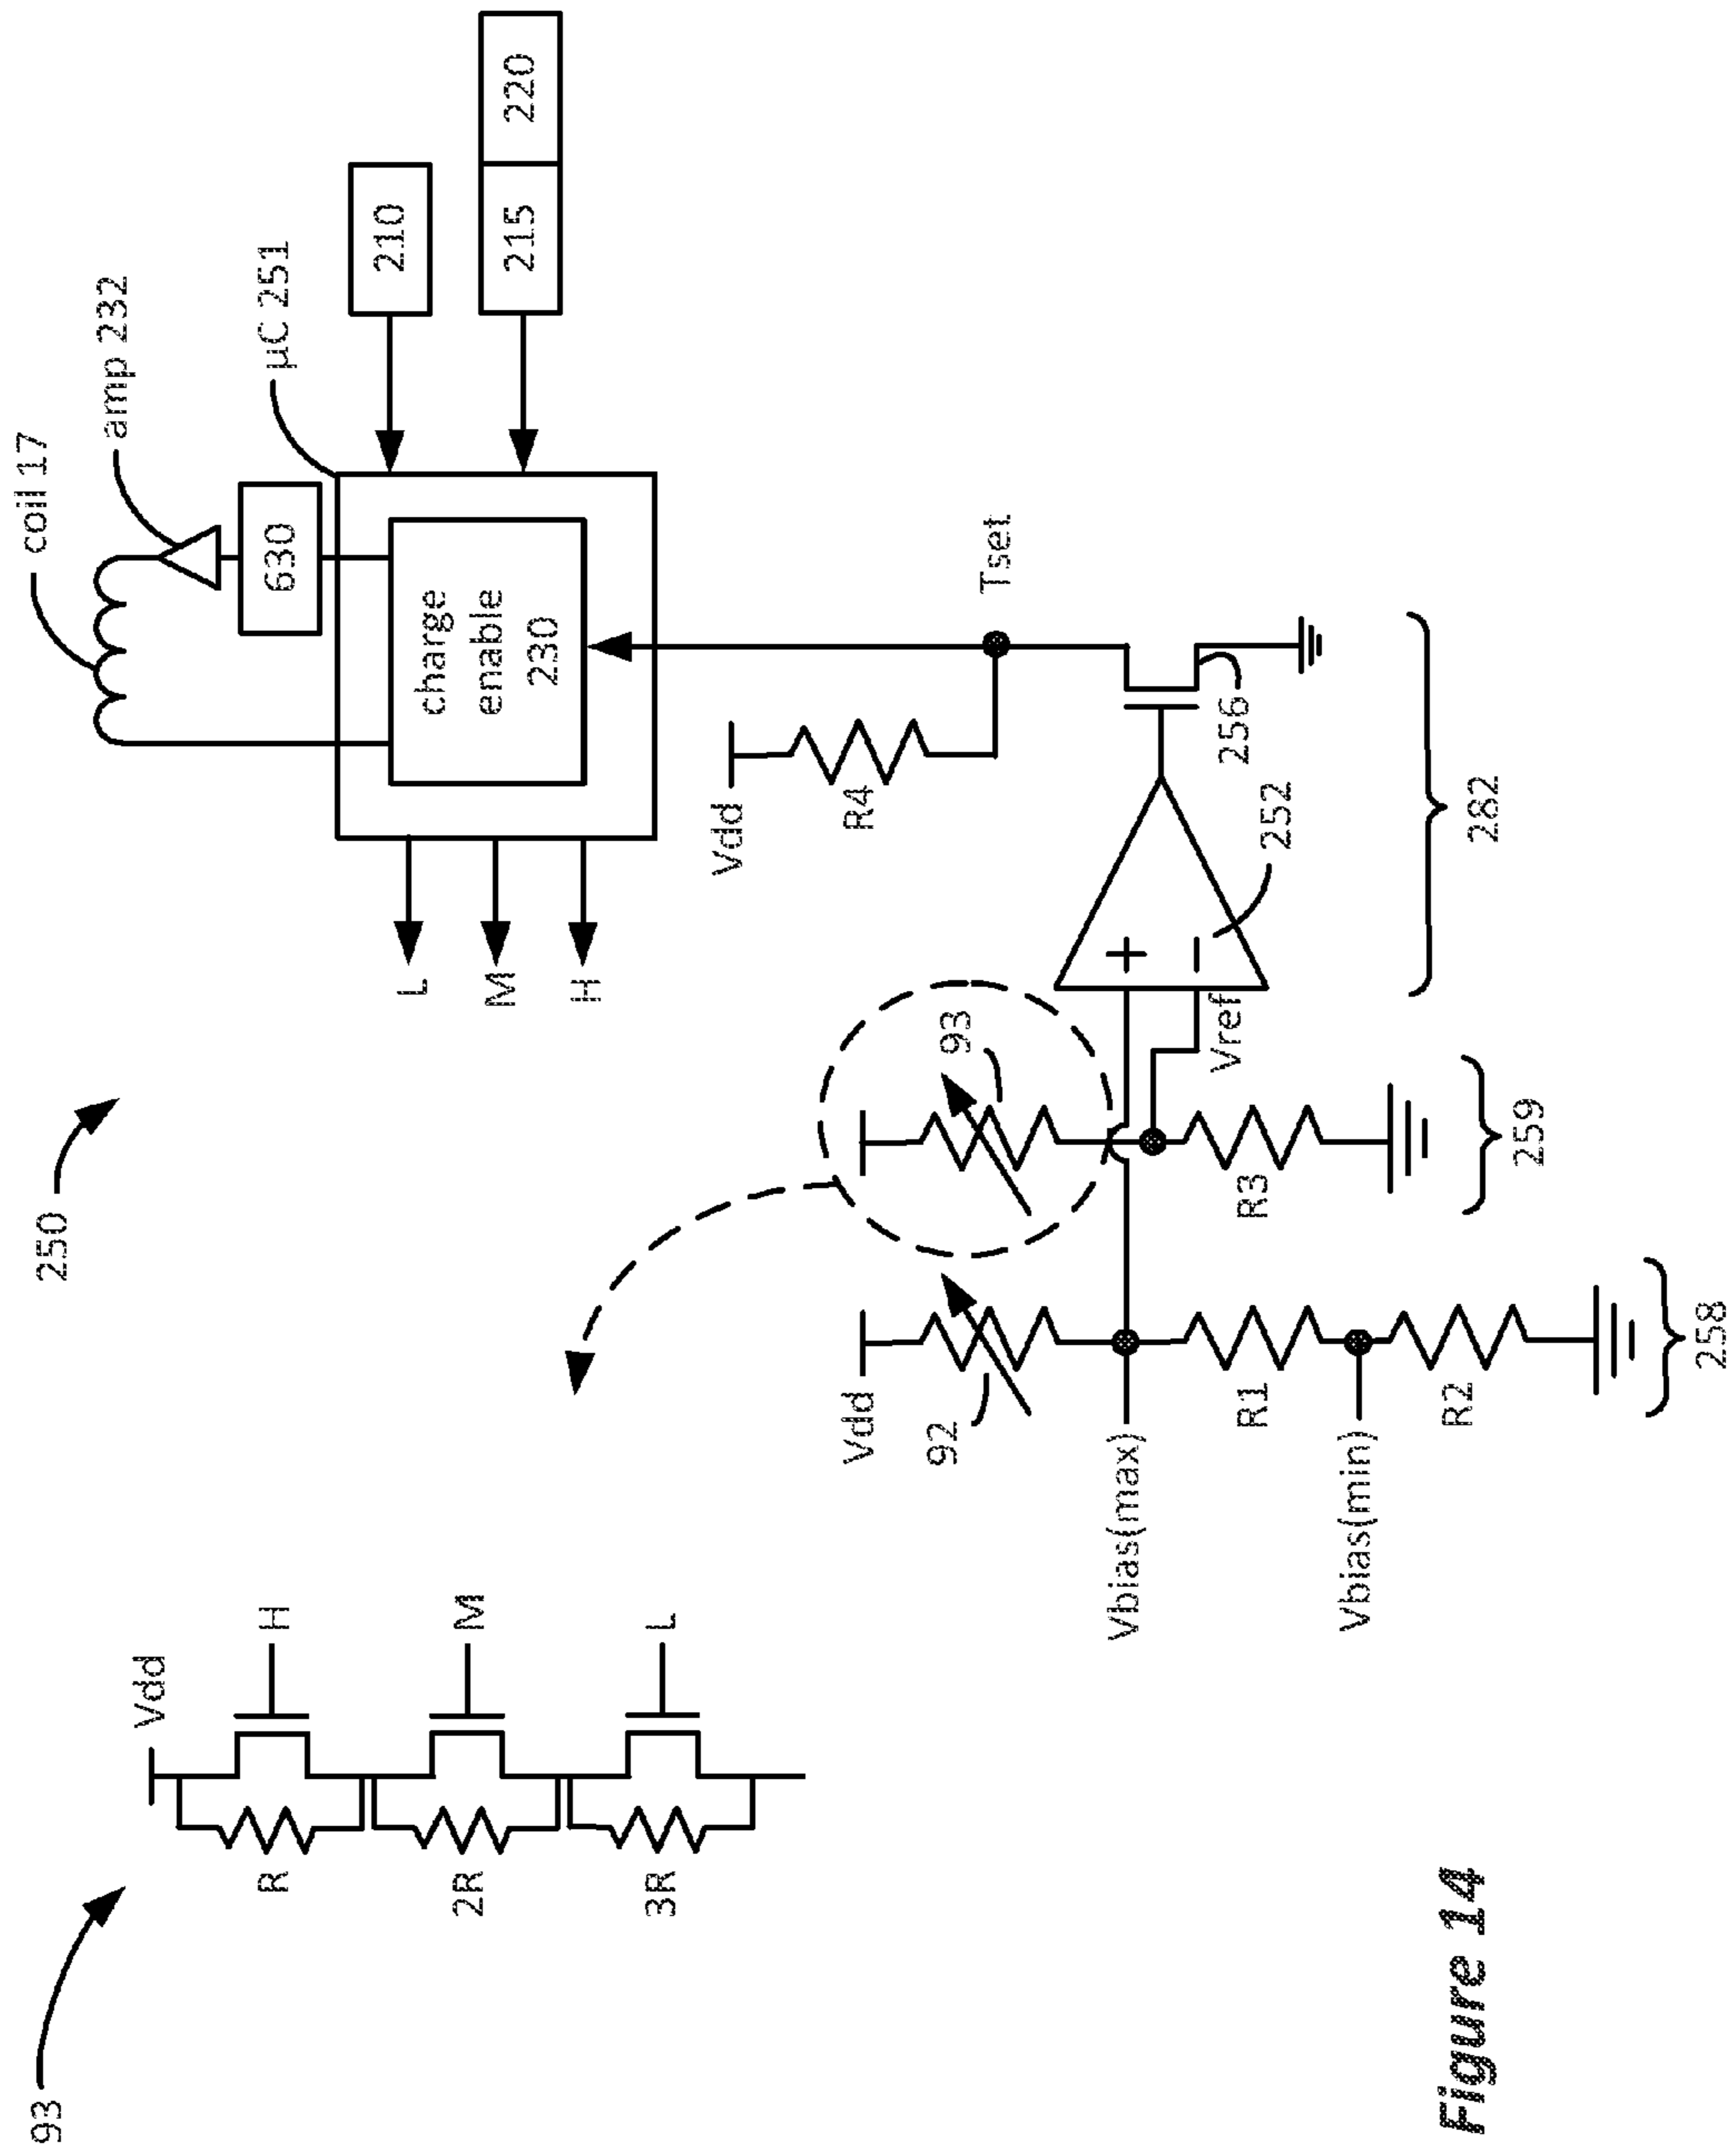 250
coil 17
amp 232
µC 251
630
210
215
220
charge
enable
230
L
M
H
93
Vdd
R
H
2R
M
3R
L
Vdd
R4
Tset
Vdd
92
93
Vbias(max)
Vref
+
−
252
256
R1
R3
Vbias(min)
R2
258
259
282
Figure 14